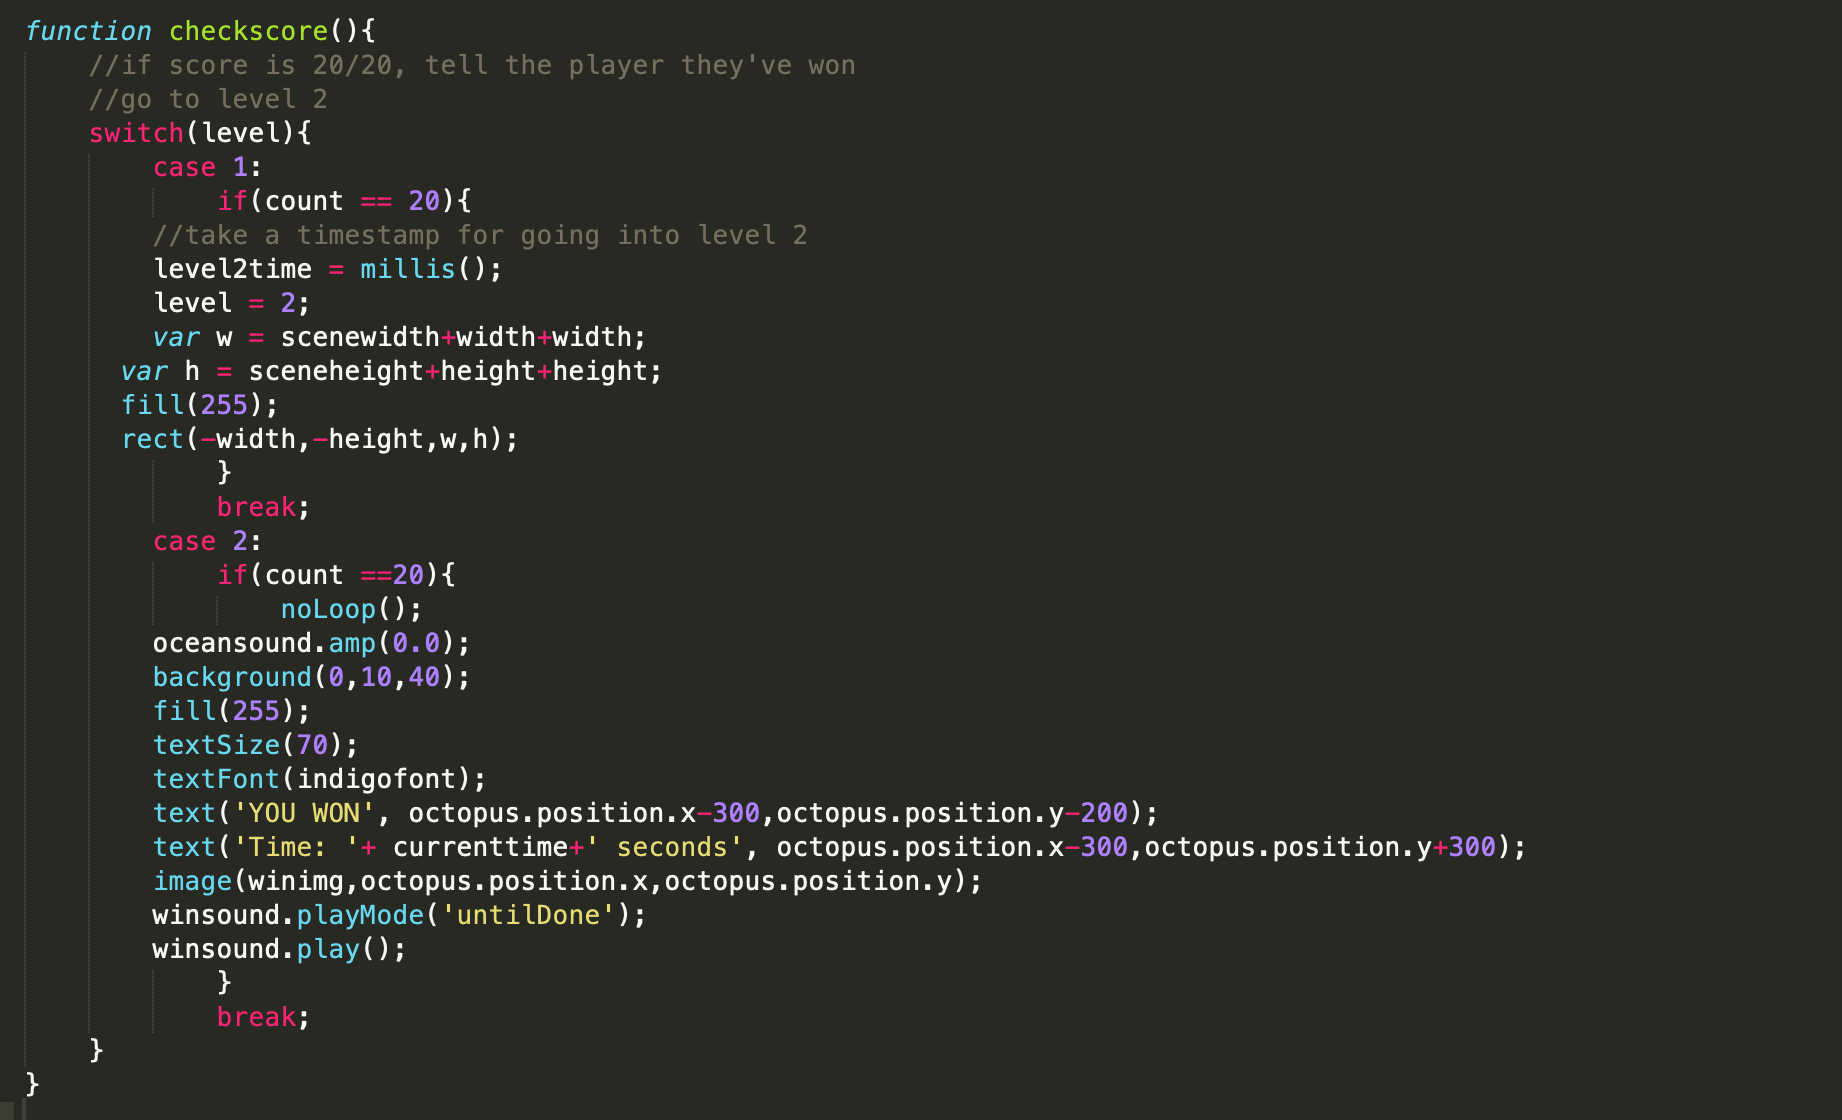 function checkscore(){
    //if score is 20/20, tell the player they've won
    //go to level 2
    switch(level){
        case 1:
            if(count == 20){
        //take a timestamp for going into level 2
        level2time = millis();
        level = 2;
        var w = scenewidth+width+width;
      var h = sceneheight+height+height;
      fill(255);
      rect(-width,-height,w,h);
            }
            break;
        case 2:
            if(count ==20){
                noLoop();
        oceansound.amp(0.0);
        background(0,10,40);
        fill(255);
        textSize(70);
        textFont(indigofont);
        text('YOU WON', octopus.position.x-300,octopus.position.y-200);
        text('Time: '+ currenttime+' seconds', octopus.position.x-300,octopus.position.y+300);
        image(winimg,octopus.position.x,octopus.position.y);
        winsound.playMode('untilDone');
        winsound.play();
            }
            break;
    }
}